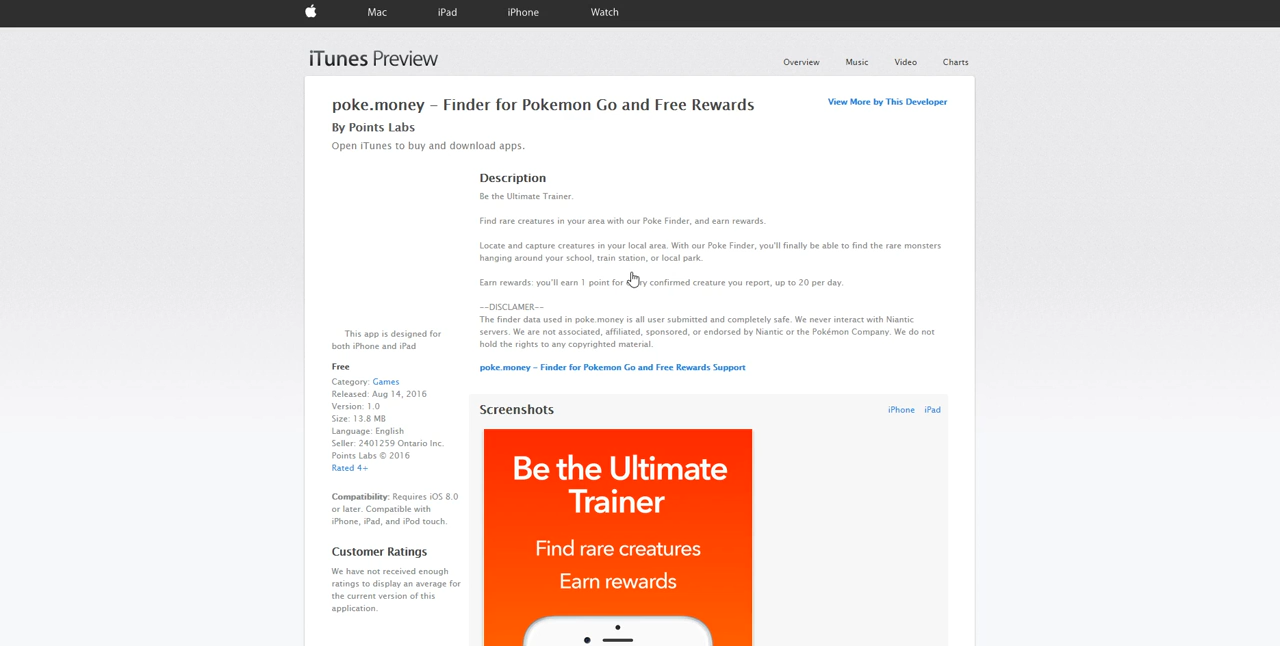 Mac iPad iPhone Watch
iTunes Preview
Overview Music Video Charts
poke.money – Finder for Pokemon Go and Free Rewards
View More by This Developer
By Points Labs
Open iTunes to buy and download apps.
Description
Be the Ultimate Trainer.
Find rare creatures in your area with our Poke Finder, and earn rewards.
Locate and capture creatures in your local area. With our Poke Finder, you'll finally be able to find the rare monsters
hanging around your school, train station, or local park.
Earn rewards: you'll earn 1 point for confirmed creature you report, up to 20 per day.
--DISCLAMER--
The finder data used in poke.money is all user submitted and completely safe. We never interact with Niantic
servers. We are not associated, affiliated, sponsored, or endorsed by Niantic or the Pokémon Company. We do not
hold the rights to any copyrighted material.
poke.money – Finder for Pokemon Go and Free Rewards Support
This app is designed for
both iPhone and iPad
Free
Category: Games
Released: Aug 14, 2016
Version: 1.0
Size: 13.8 MB
Language: English
Seller: 2401259 Ontario Inc.
Points Labs © 2016
Rated 4+
Compatibility: Requires iOS 8.0
or later. Compatible with
iPhone, iPad, and iPod touch.
Customer Ratings
We have not received enough
ratings to display an average for
the current version of this
application.
Screenshots
iPhone iPad
Be the Ultimate
Trainer
Find rare creatures
Earn rewards